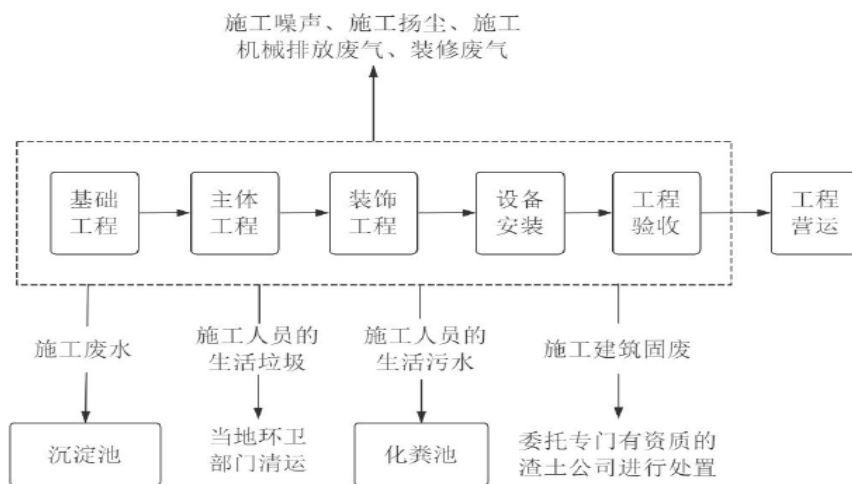 施工噪声、施工扬尘、施工
机械排放废气、装修废气
基础
工程
主体
工程
装饰
工程
设备
安装
工程
验收
工程
营运
施工废水
施工人员的
生活垃圾
施工人员的
生活污水
施工建筑固废
沉淀池
当地环卫
部门清运
化粪池
委托专门有资质的
渣土公司进行处置